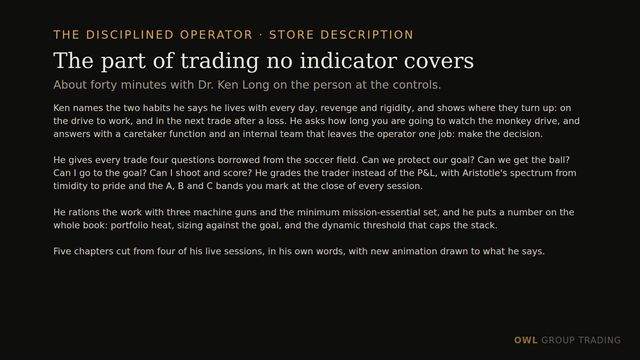 THE DISCIPLINED OPERATOR · STORE DESCRIPTION
The part of trading no indicator covers
About forty minutes with Dr. Ken Long on the person at the controls.
Ken names the two habits he says he lives with every day, revenge and rigidity, and shows where they turn up: on
the drive to work, and in the next trade after a loss. He asks how long you are going to watch the monkey drive, and
answers with a caretaker function and an internal team that leaves the operator one job: make the decision.
He gives every trade four questions borrowed from the soccer field. Can we protect our goal? Can we get the ball?
Can I go to the goal? Can I shoot and score? He grades the trader instead of the P&L, with Aristotle's spectrum from
timidity to pride and the A, B and C bands you mark at the close of every session.
He rations the work with three machine guns and the minimum mission-essential set, and he puts a number on the
whole book: portfolio heat, sizing against the goal, and the dynamic threshold that caps the stack.
Five chapters cut from four of his live sessions, in his own words, with new animation drawn to what he says.
OWL GROUP TRADING